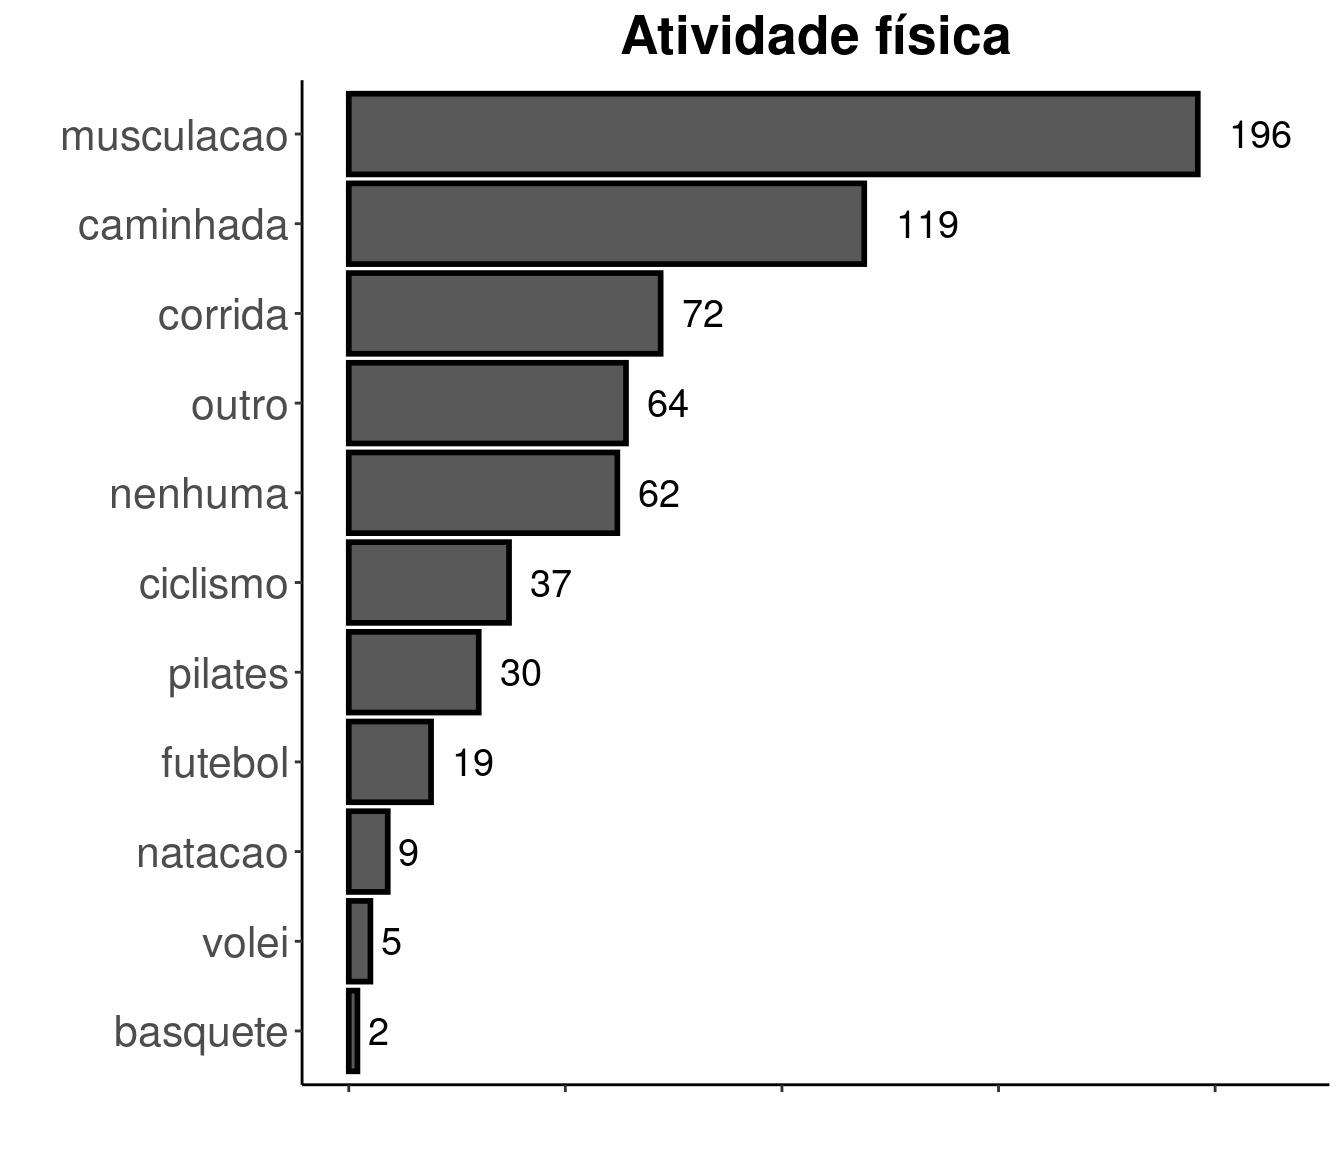 Atividade física
musculacao 196
caminhada 119
corrida 72
outro 64
nenhuma 62
ciclismo 37
pilates 30
futebol 19
natacao 9
volei 5
basquete 2